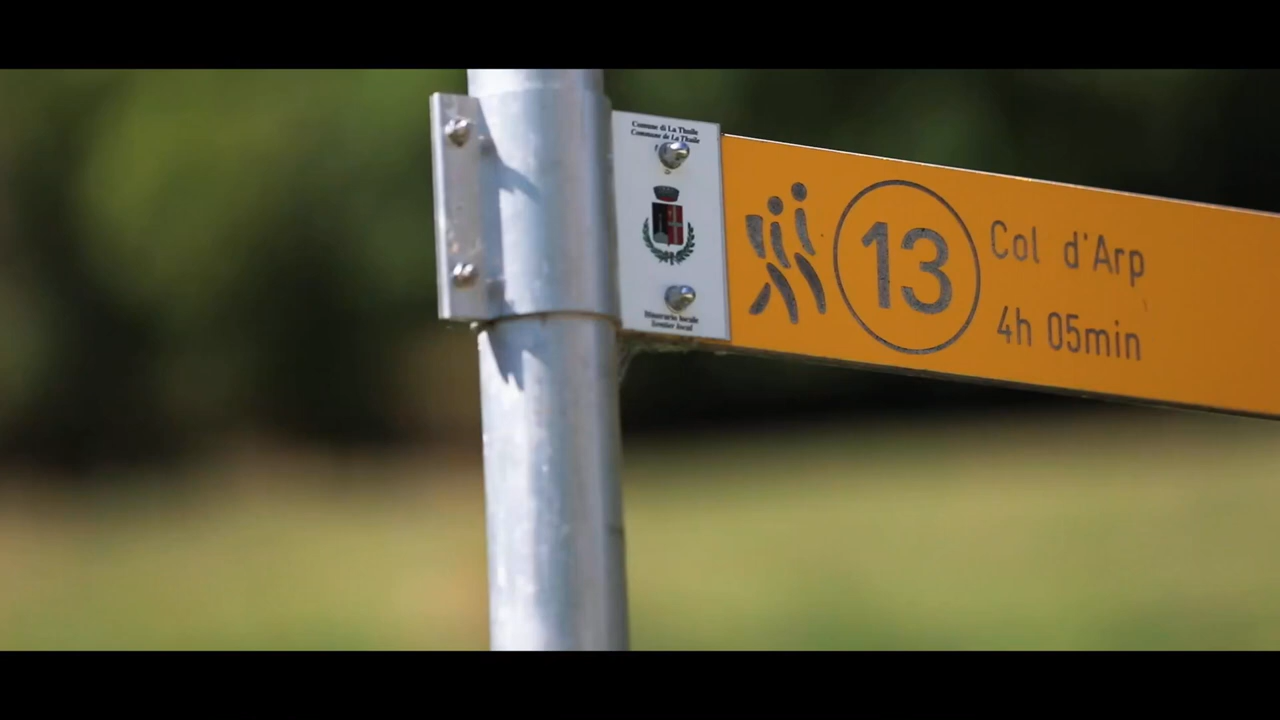 Comune di La Thuile
Commune de La Thuile
Itinerario locale
Sentier local
13
Col d'Arp
4h 05min